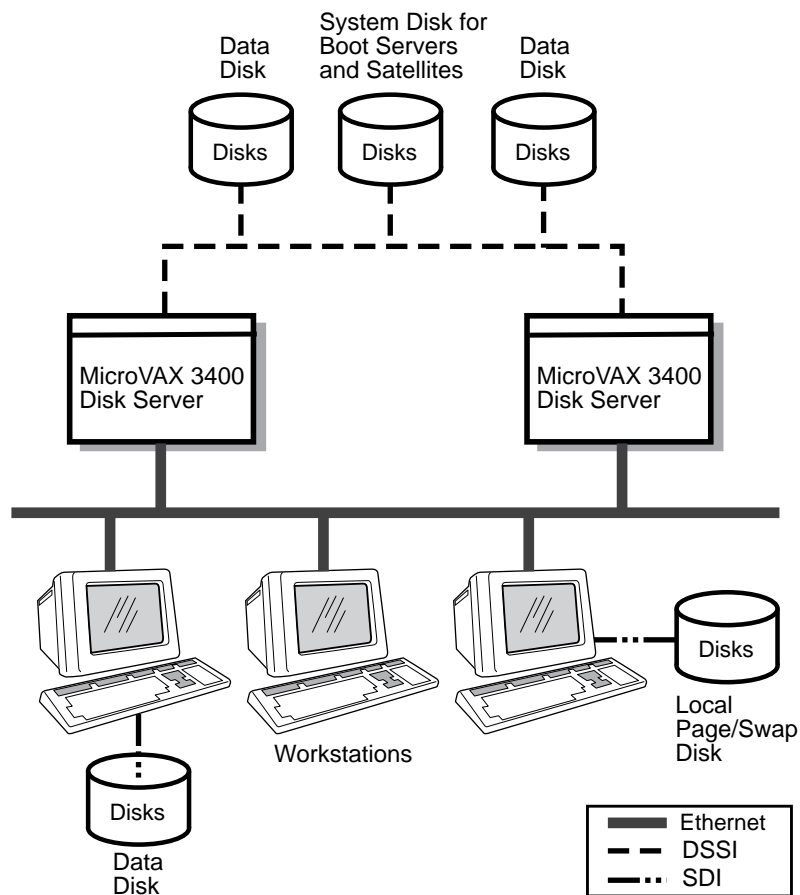 Data
Disk
System Disk for
Boot Servers
and Satellites
Data
Disk
Disks
Disks
Disks
MicroVAX 3400
Disk Server
MicroVAX 3400
Disk Server
Disks
Local
Page/Swap
Disk
Workstations
Disks
Data
Disk
Ethernet
DSSI
SDI